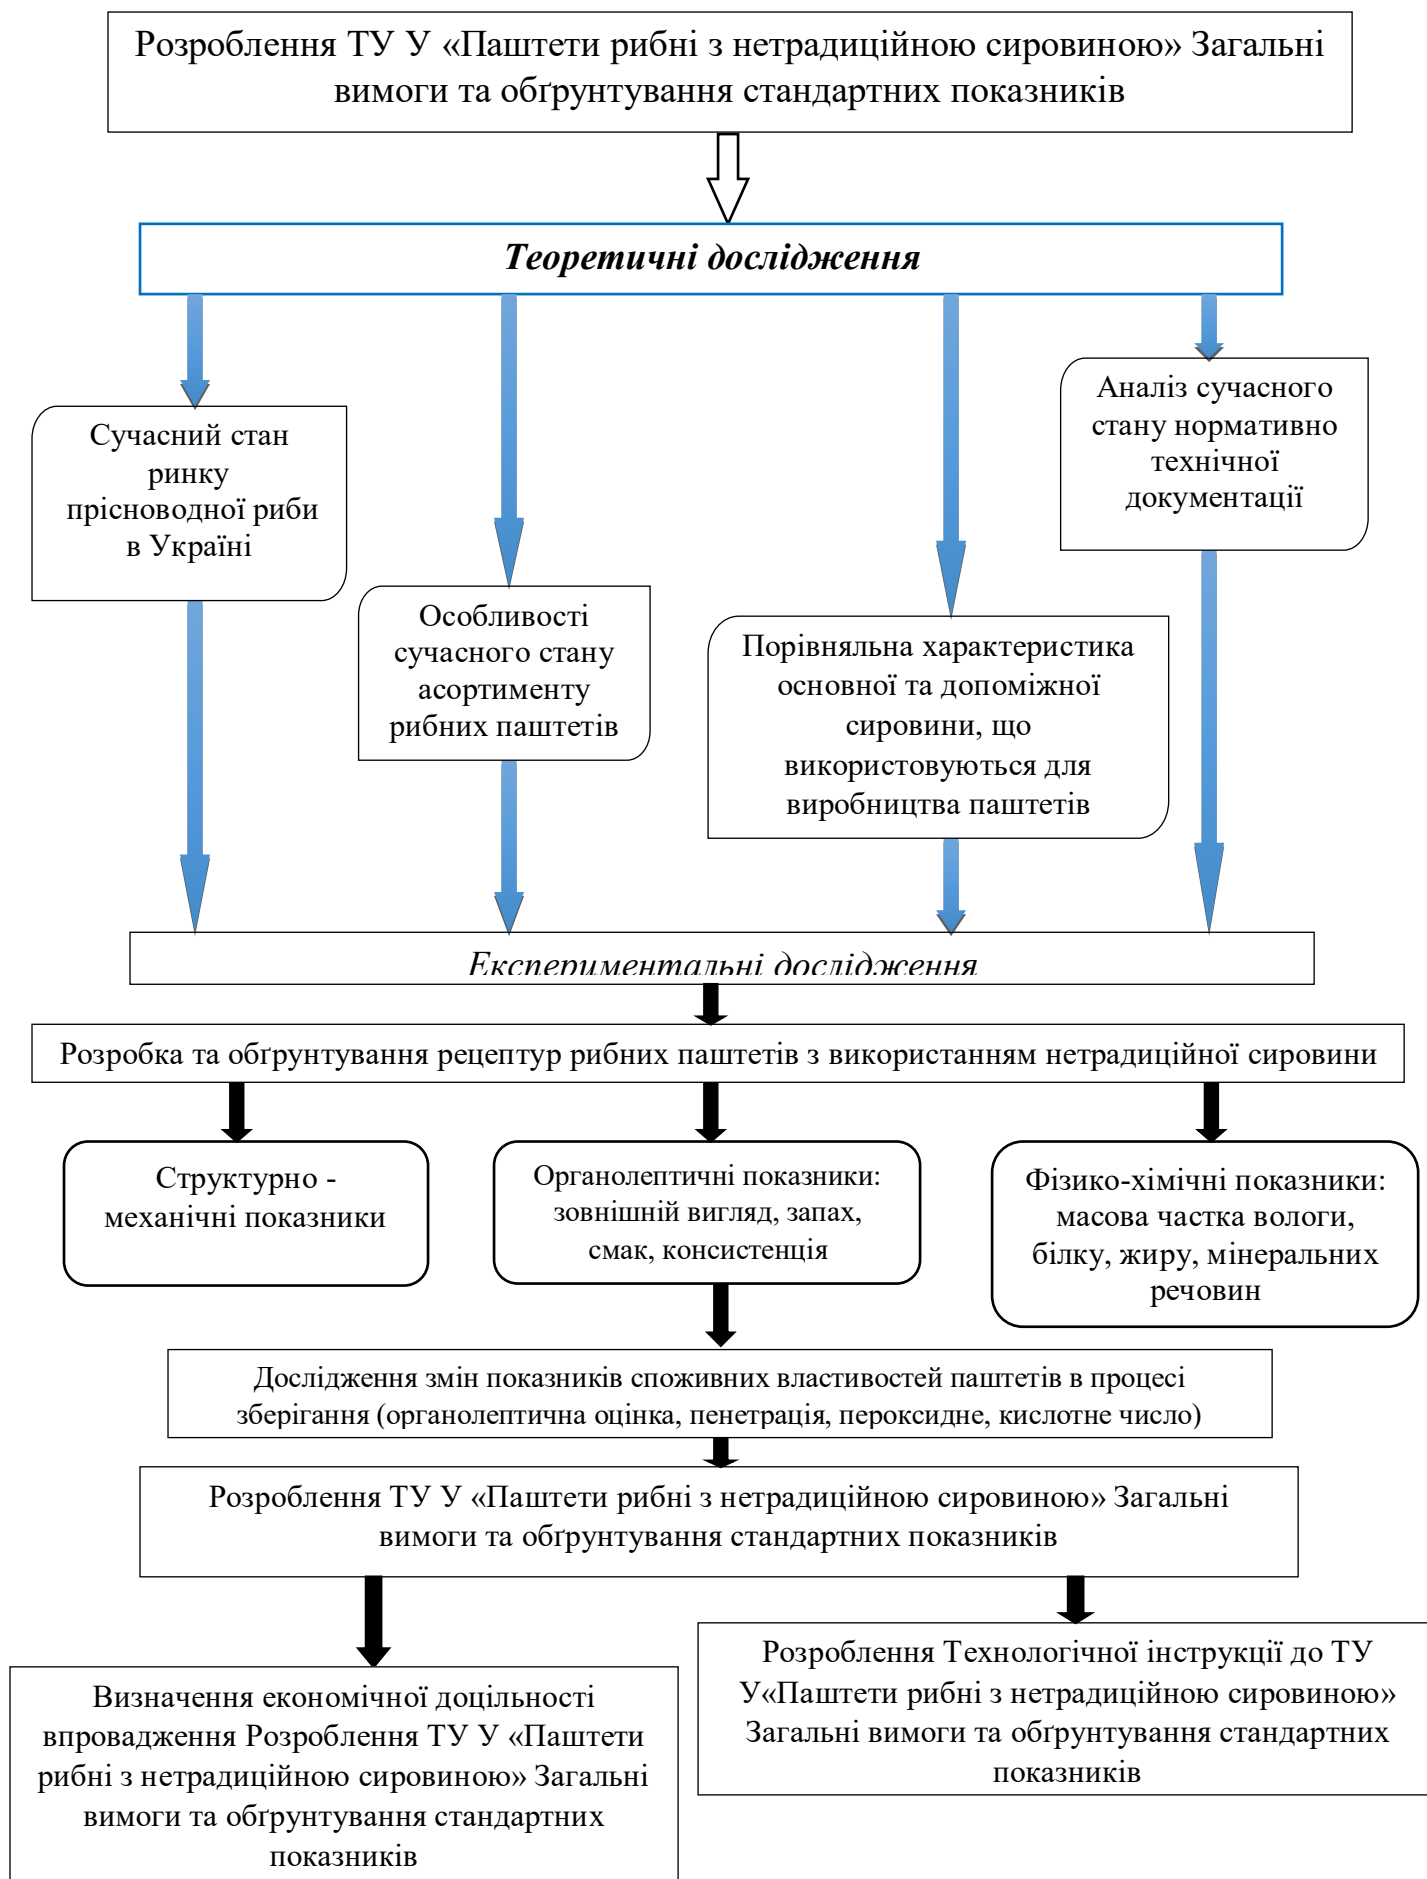 Розроблення ТУ У «Паштети рибні з нетрадиційною сировиною» Загальні
вимоги та обґрунтування стандартних показників
Теоретичні дослідження
Сучасний стан
ринку
прісноводної риби
в Україні
Особливості
сучасного стану
асортименту
рибних паштетів
Порівняльна характеристика
основної та допоміжної
сировини, що
використовуються для
виробництва паштетів
Аналіз сучасного
стану нормативно
технічної
документації
Експериментальні дослідження
Розробка та обґрунтування рецептур рибних паштетів з використанням нетрадиційної сировини
Структурно -
механічні показники
Органолептичні показники:
зовнішній вигляд, запах,
смак, консистенція
Фізико-хімічні показники:
масова частка вологи,
білку, жиру, мінеральних
речовин
Дослідження змін показників споживних властивостей паштетів в процесі
зберігання (органолептична оцінка, пенетрація, пероксидне, кислотне число)
Розроблення ТУ У «Паштети рибні з нетрадиційною сировиною» Загальні
вимоги та обґрунтування стандартних показників
Визначення економічної доцільності
впровадження Розроблення ТУ У «Паштети
рибні з нетрадиційною сировиною» Загальні
вимоги та обґрунтування стандартних
показників
Розроблення Технологічної інструкції до ТУ
У«Паштети рибні з нетрадиційною сировиною»
Загальні вимоги та обґрунтування стандартних
показників